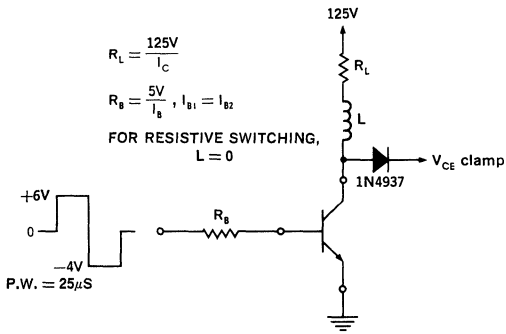 125V
R_L = 125V / I_C
R_L
R_B = 5V / I_B , I_B1 = I_B2
L
FOR RESISTIVE SWITCHING,
L = 0
V_CE clamp
1N4937
+6V
R_B
0
−4V
P.W. = 25μS